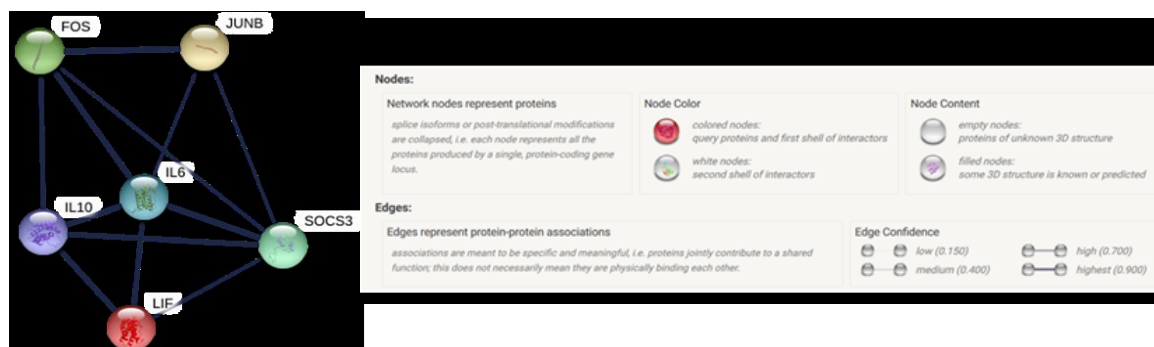 FOS
JUNB
IL6
IL10
SOCS3
LIF
Nodes:
Network nodes represent proteins
splice isoforms or post-translational modifications
are collapsed, i.e. each node represents all the
proteins produced by a single, protein-coding gene
locus.
Node Color
colored nodes:
query proteins and first shell of interactors
white nodes:
second shell of interactors
Node Content
empty nodes:
proteins of unknown 3D structure
filled nodes:
some 3D structure is known or predicted
Edges:
Edges represent protein-protein associations
associations are meant to be specific and meaningful, i.e. proteins jointly contribute to a shared
function; this does not necessarily mean they are physically binding each other.
Edge Confidence
low (0.150)
medium (0.400)
high (0.700)
highest (0.900)